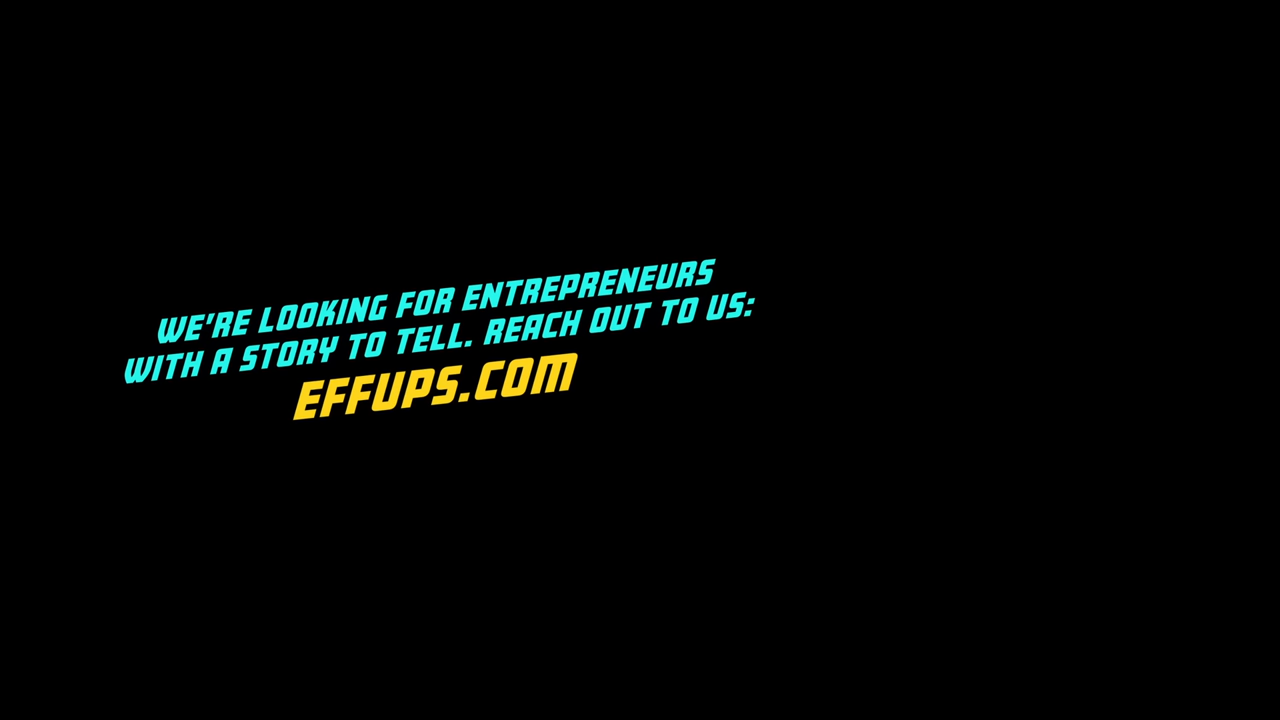 WE'RE LOOKING FOR ENTREPRENEURS
WITH A STORY TO TELL. REACH OUT TO US:
EFFUPS.COM